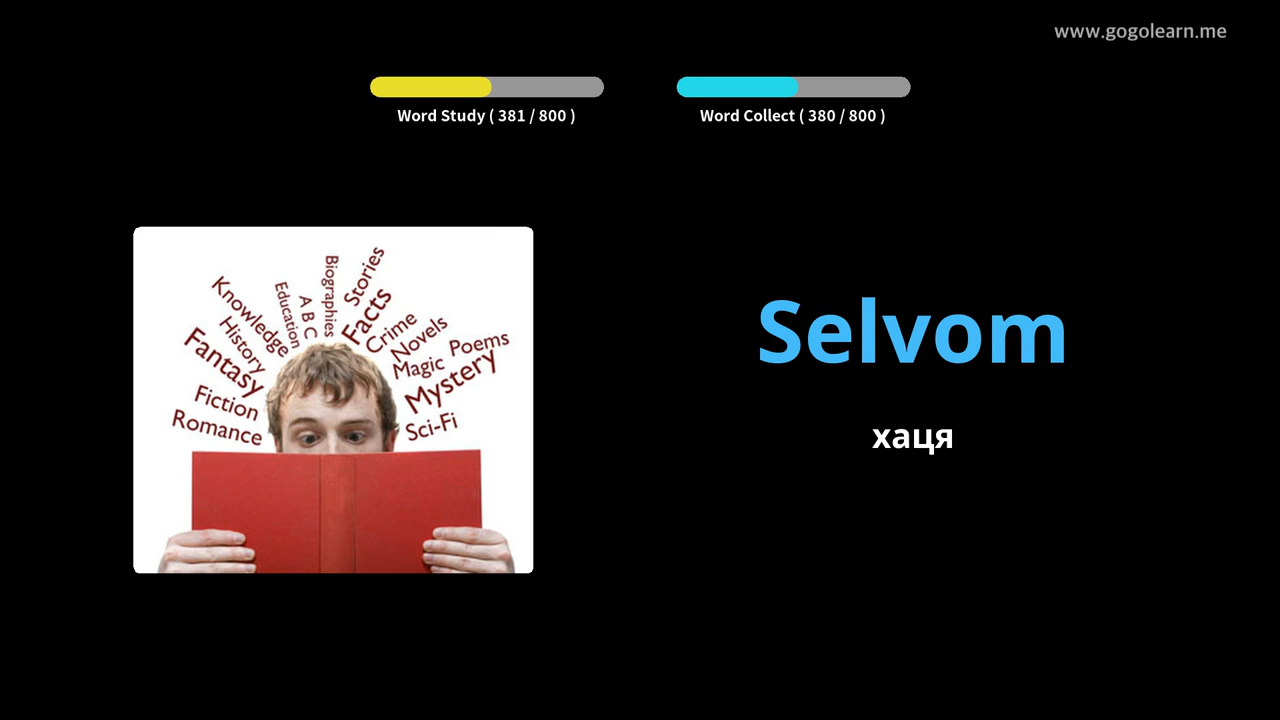 www.gogolearn.me
Word Study ( 381 / 800 )
Word Collect ( 380 / 800 )
Biographies
Stories
Education
A B C
Facts
Knowledge
Crime
History
Novels
Fantasy
Magic
Poems
Mystery
Fiction
Romance
Sci-Fi
Selvom
хаця